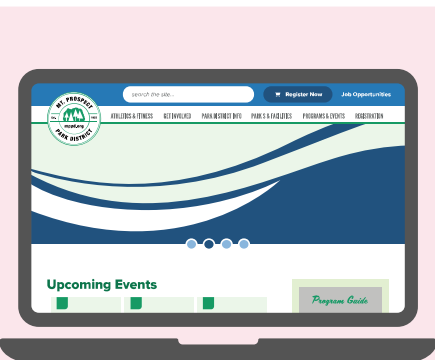 search the site...
Register Now
Job Opportunities
MT. PROSPECT
mppd.org
PARK DISTRICT
ATHLETICS & FITNESS GET INVOLVED PARK DISTRICT INFO PARKS & FACILITIES PROGRAMS & EVENTS REGISTRATION
Upcoming Events
Program Guide